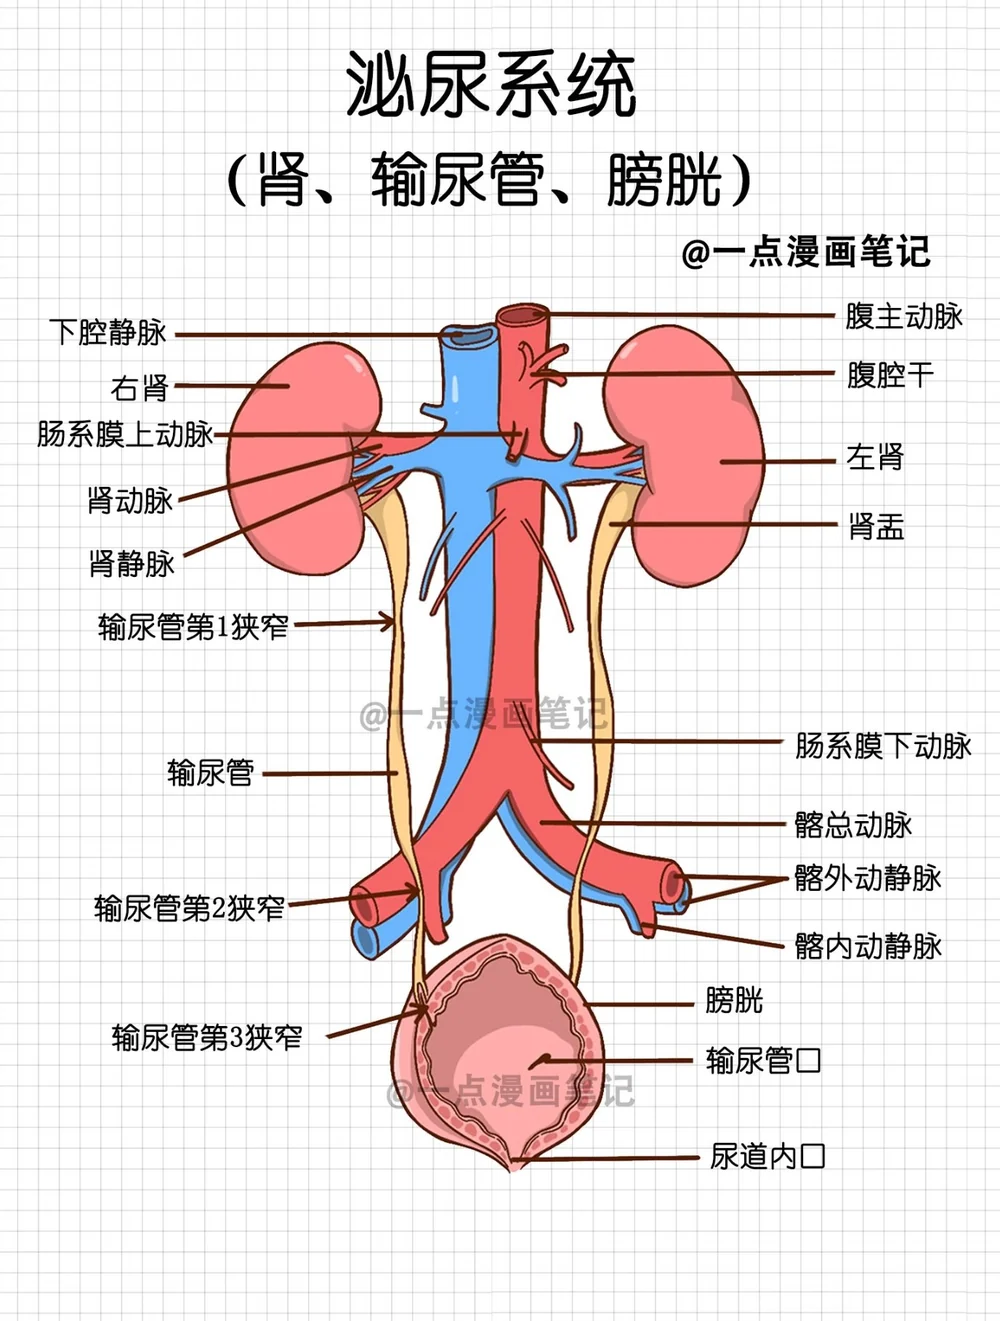 泌尿系统
（肾、输尿管、膀胱）
@一点漫画笔记
下腔静脉
右肾
肠系膜上动脉
肾动脉
肾静脉
输尿管第1狭窄
输尿管
输尿管第2狭窄
输尿管第3狭窄
腹主动脉
腹腔干
左肾
肾盂
肠系膜下动脉
髂总动脉
髂外动静脉
髂内动静脉
膀胱
输尿管口
尿道内口
@一点漫画笔记
@一点漫画笔记